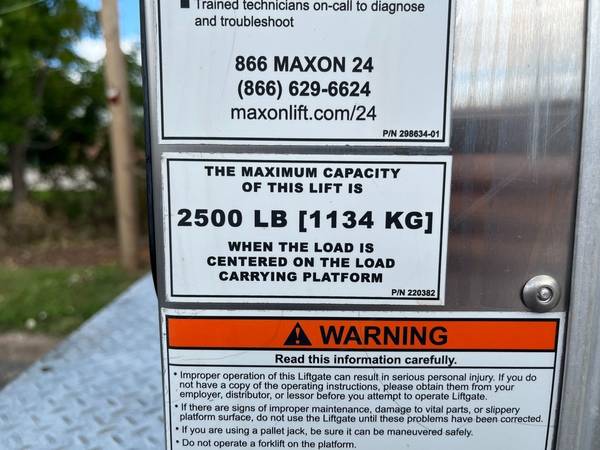 ■ Trained technicians on-call to diagnose
and troubleshoot
866 MAXON 24
(866) 629-6624
maxonlift.com/24
P/N 298634-01
THE MAXIMUM CAPACITY
OF THIS LIFT IS
2500 LB [1134 KG]
WHEN THE LOAD IS
CENTERED ON THE LOAD
CARRYING PLATFORM
P/N 220382
WARNING
Read this information carefully.
• Improper operation of this Liftgate can result in serious personal injury. If you do
not have a copy of the operating instructions, please obtain them from your
employer, distributor, or lessor before you attempt to operate Liftgate.
• If there are signs of improper maintenance, damage to vital parts, or slippery
platform surface, do not use the Liftgate until these problems have been corrected.
• If you are using a pallet jack, be sure it can be maneuvered safely.
• Do not operate a forklift on the platform.